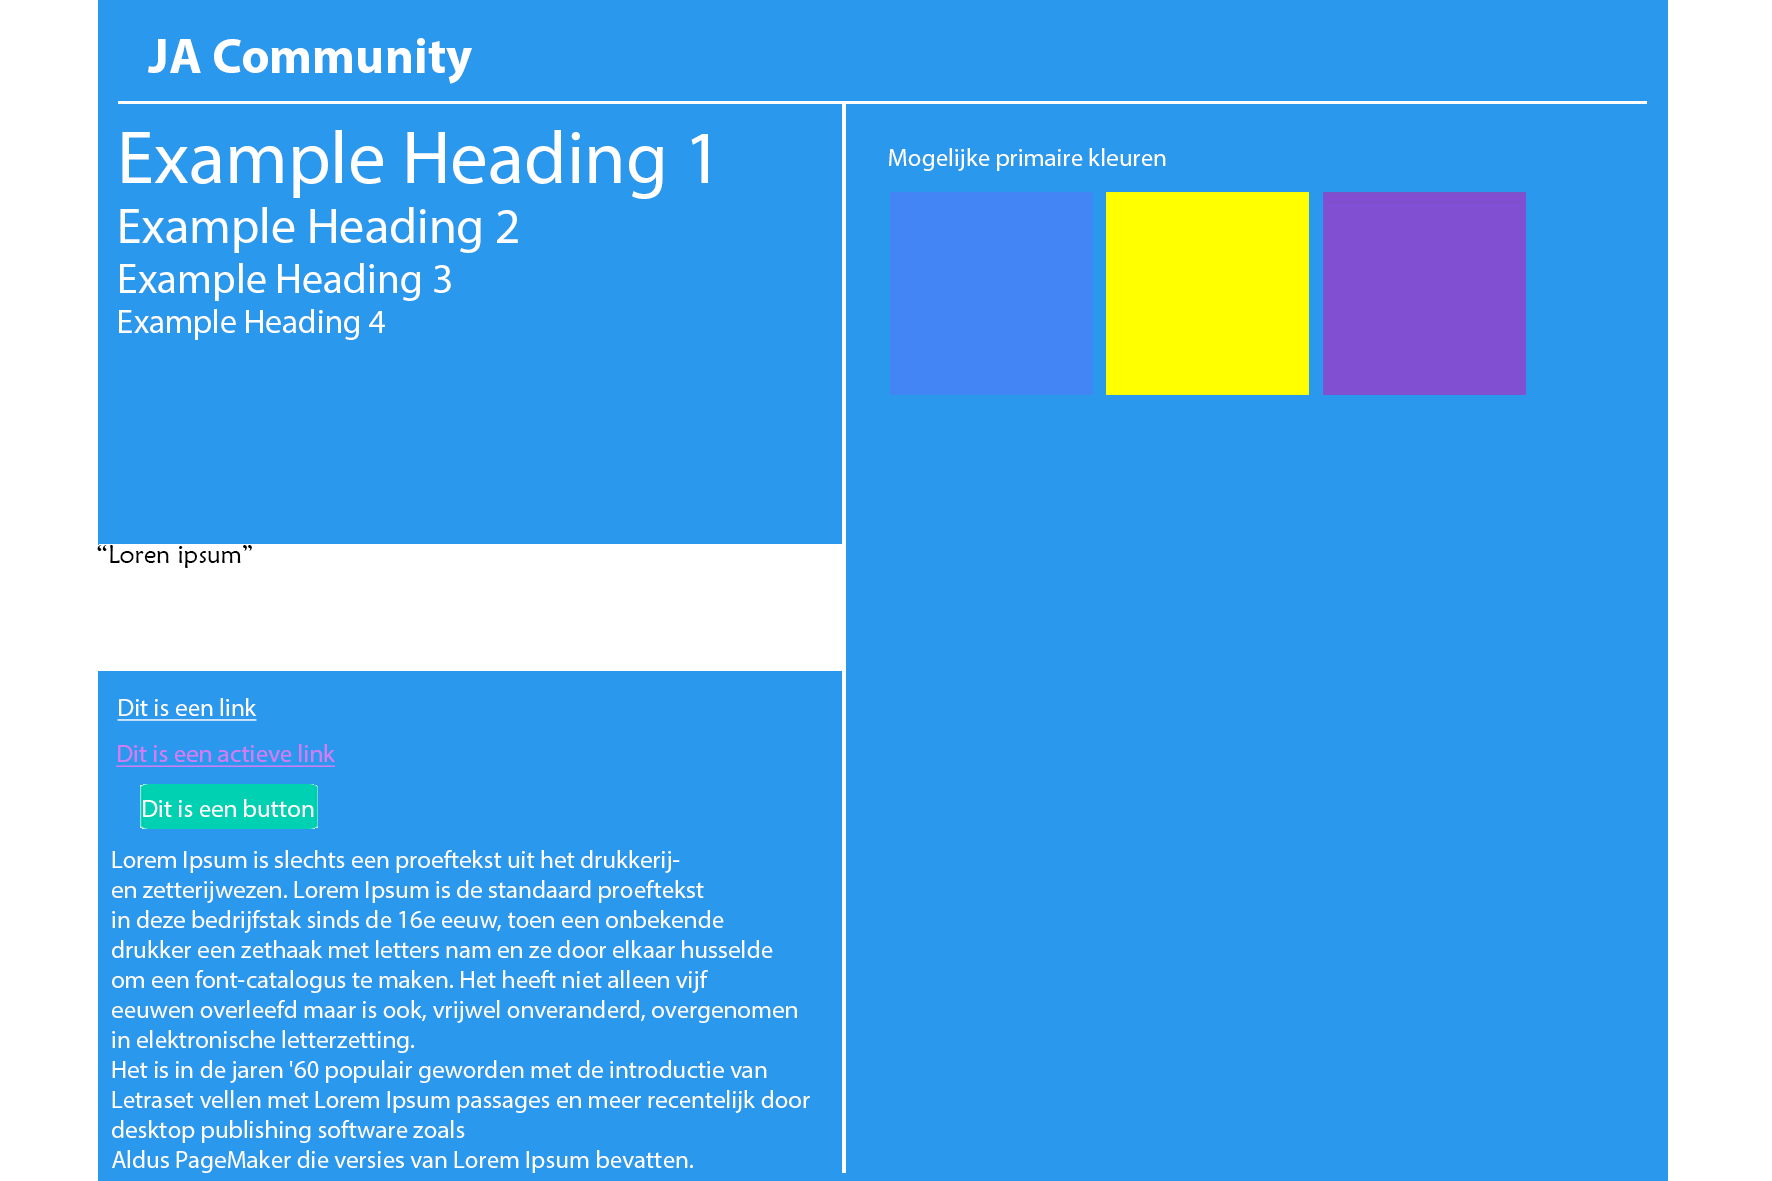 JA Community
Example Heading 1
Example Heading 2
Example Heading 3
Example Heading 4
“Loren ipsum”
Dit is een link
Dit is een actieve link
Dit is een button
Lorem Ipsum is slechts een proeftekst uit het drukkerij-
en zetterijwezen. Lorem Ipsum is de standaard proeftekst
in deze bedrijfstak sinds de 16e eeuw, toen een onbekende
drukker een zethaak met letters nam en ze door elkaar husselde
om een font-catalogus te maken. Het heeft niet alleen vijf
eeuwen overleefd maar is ook, vrijwel onveranderd, overgenomen
in elektronische letterzetting.
Het is in de jaren '60 populair geworden met de introductie van
Letraset vellen met Lorem Ipsum passages en meer recentelijk door
desktop publishing software zoals
Aldus PageMaker die versies van Lorem Ipsum bevatten.
Mogelijke primaire kleuren